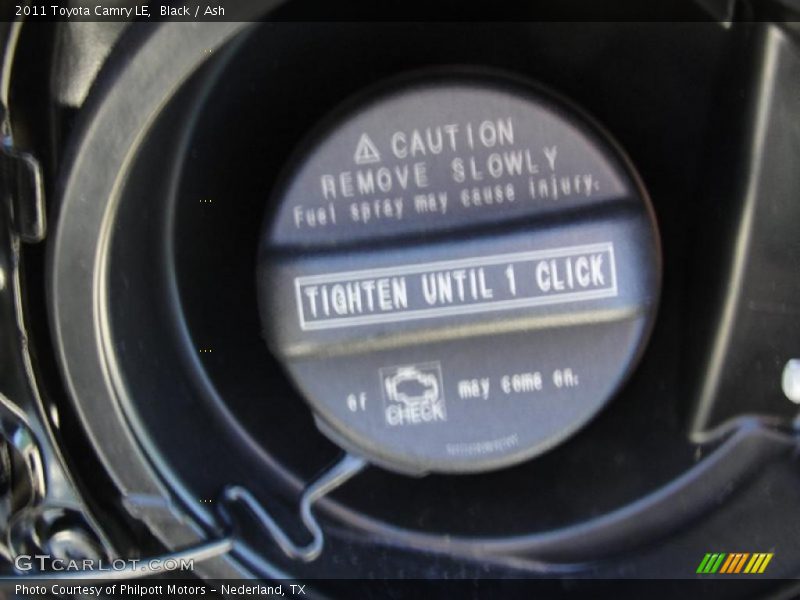 2011 Toyota Camry LE, Black / Ash
CAUTION
REMOVE SLOWLY
Fuel spray may cause injury.
TIGHTEN UNTIL 1 CLICK
or CHECK may come on.
GTCARLOT.COM
Photo Courtesy of Philpott Motors - Nederland, TX